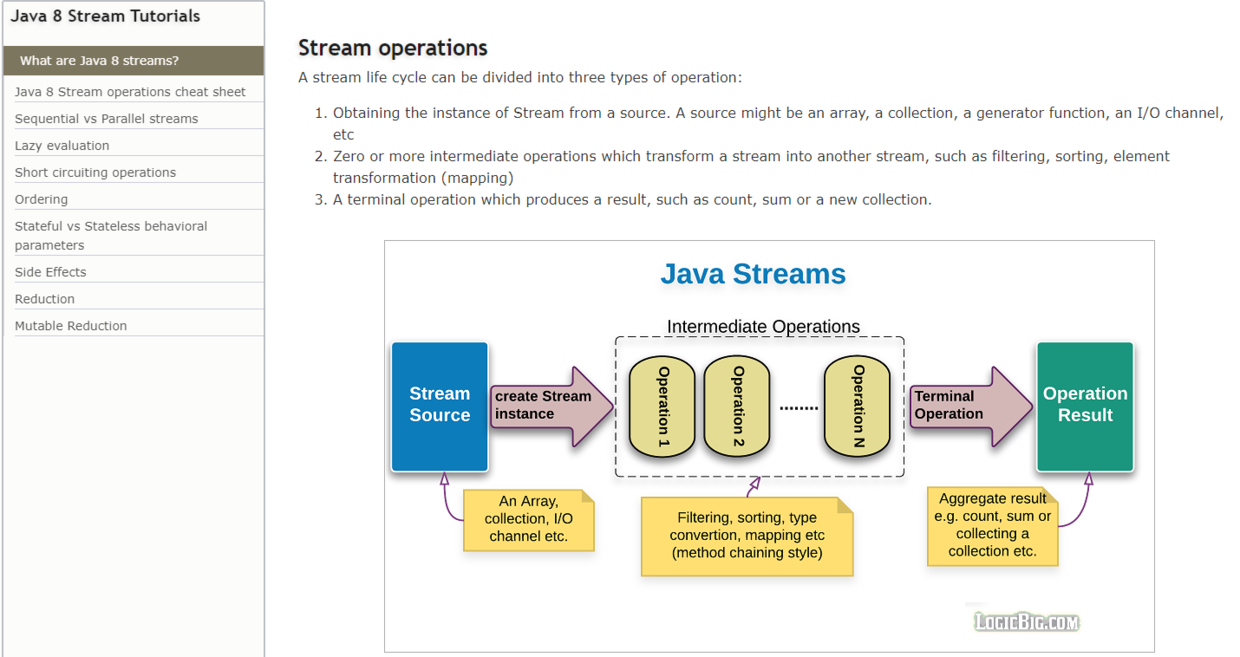 Java 8 Stream Tutorials
What are Java 8 streams?
Java 8 Stream operations cheat sheet
Sequential vs Parallel streams
Lazy evaluation
Short circuiting operations
Ordering
Stateful vs Stateless behavioral
parameters
Side Effects
Reduction
Mutable Reduction
Stream operations
A stream life cycle can be divided into three types of operation:
1. Obtaining the instance of Stream from a source. A source might be an array, a collection, a generator function, an I/O channel,
etc
2. Zero or more intermediate operations which transform a stream into another stream, such as filtering, sorting, element
transformation (mapping)
3. A terminal operation which produces a result, such as count, sum or a new collection.
Java Streams
Intermediate Operations
Stream
Source
create Stream
instance
Operation 1
Operation 2
........
Operation N
Terminal
Operation
Operation
Result
An Array,
collection, I/O
channel etc.
Filtering, sorting, type
convertion, mapping etc
(method chaining style)
Aggregate result
e.g. count, sum or
collecting a
collection etc.
LogicBig.com